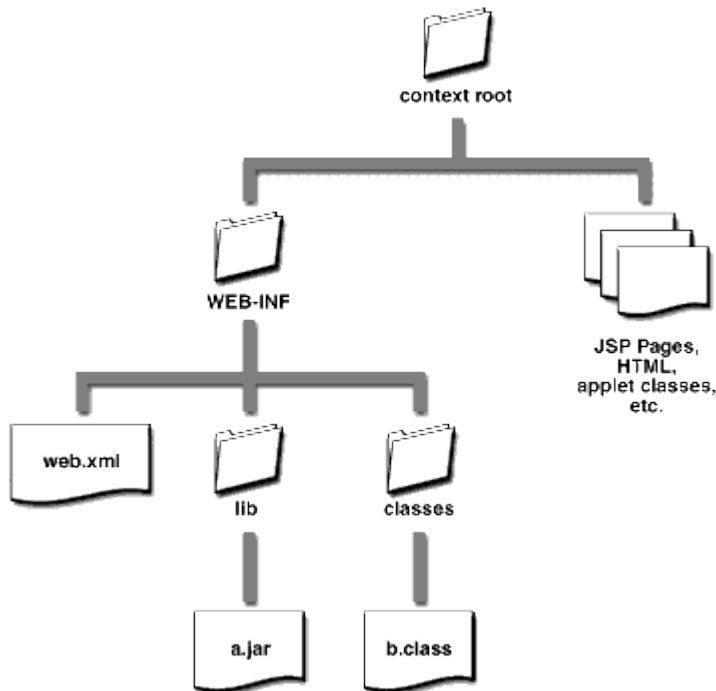 context root
WEB-INF
JSP Pages,
HTML,
applet classes,
etc.
web.xml
lib
classes
a.jar
b.class